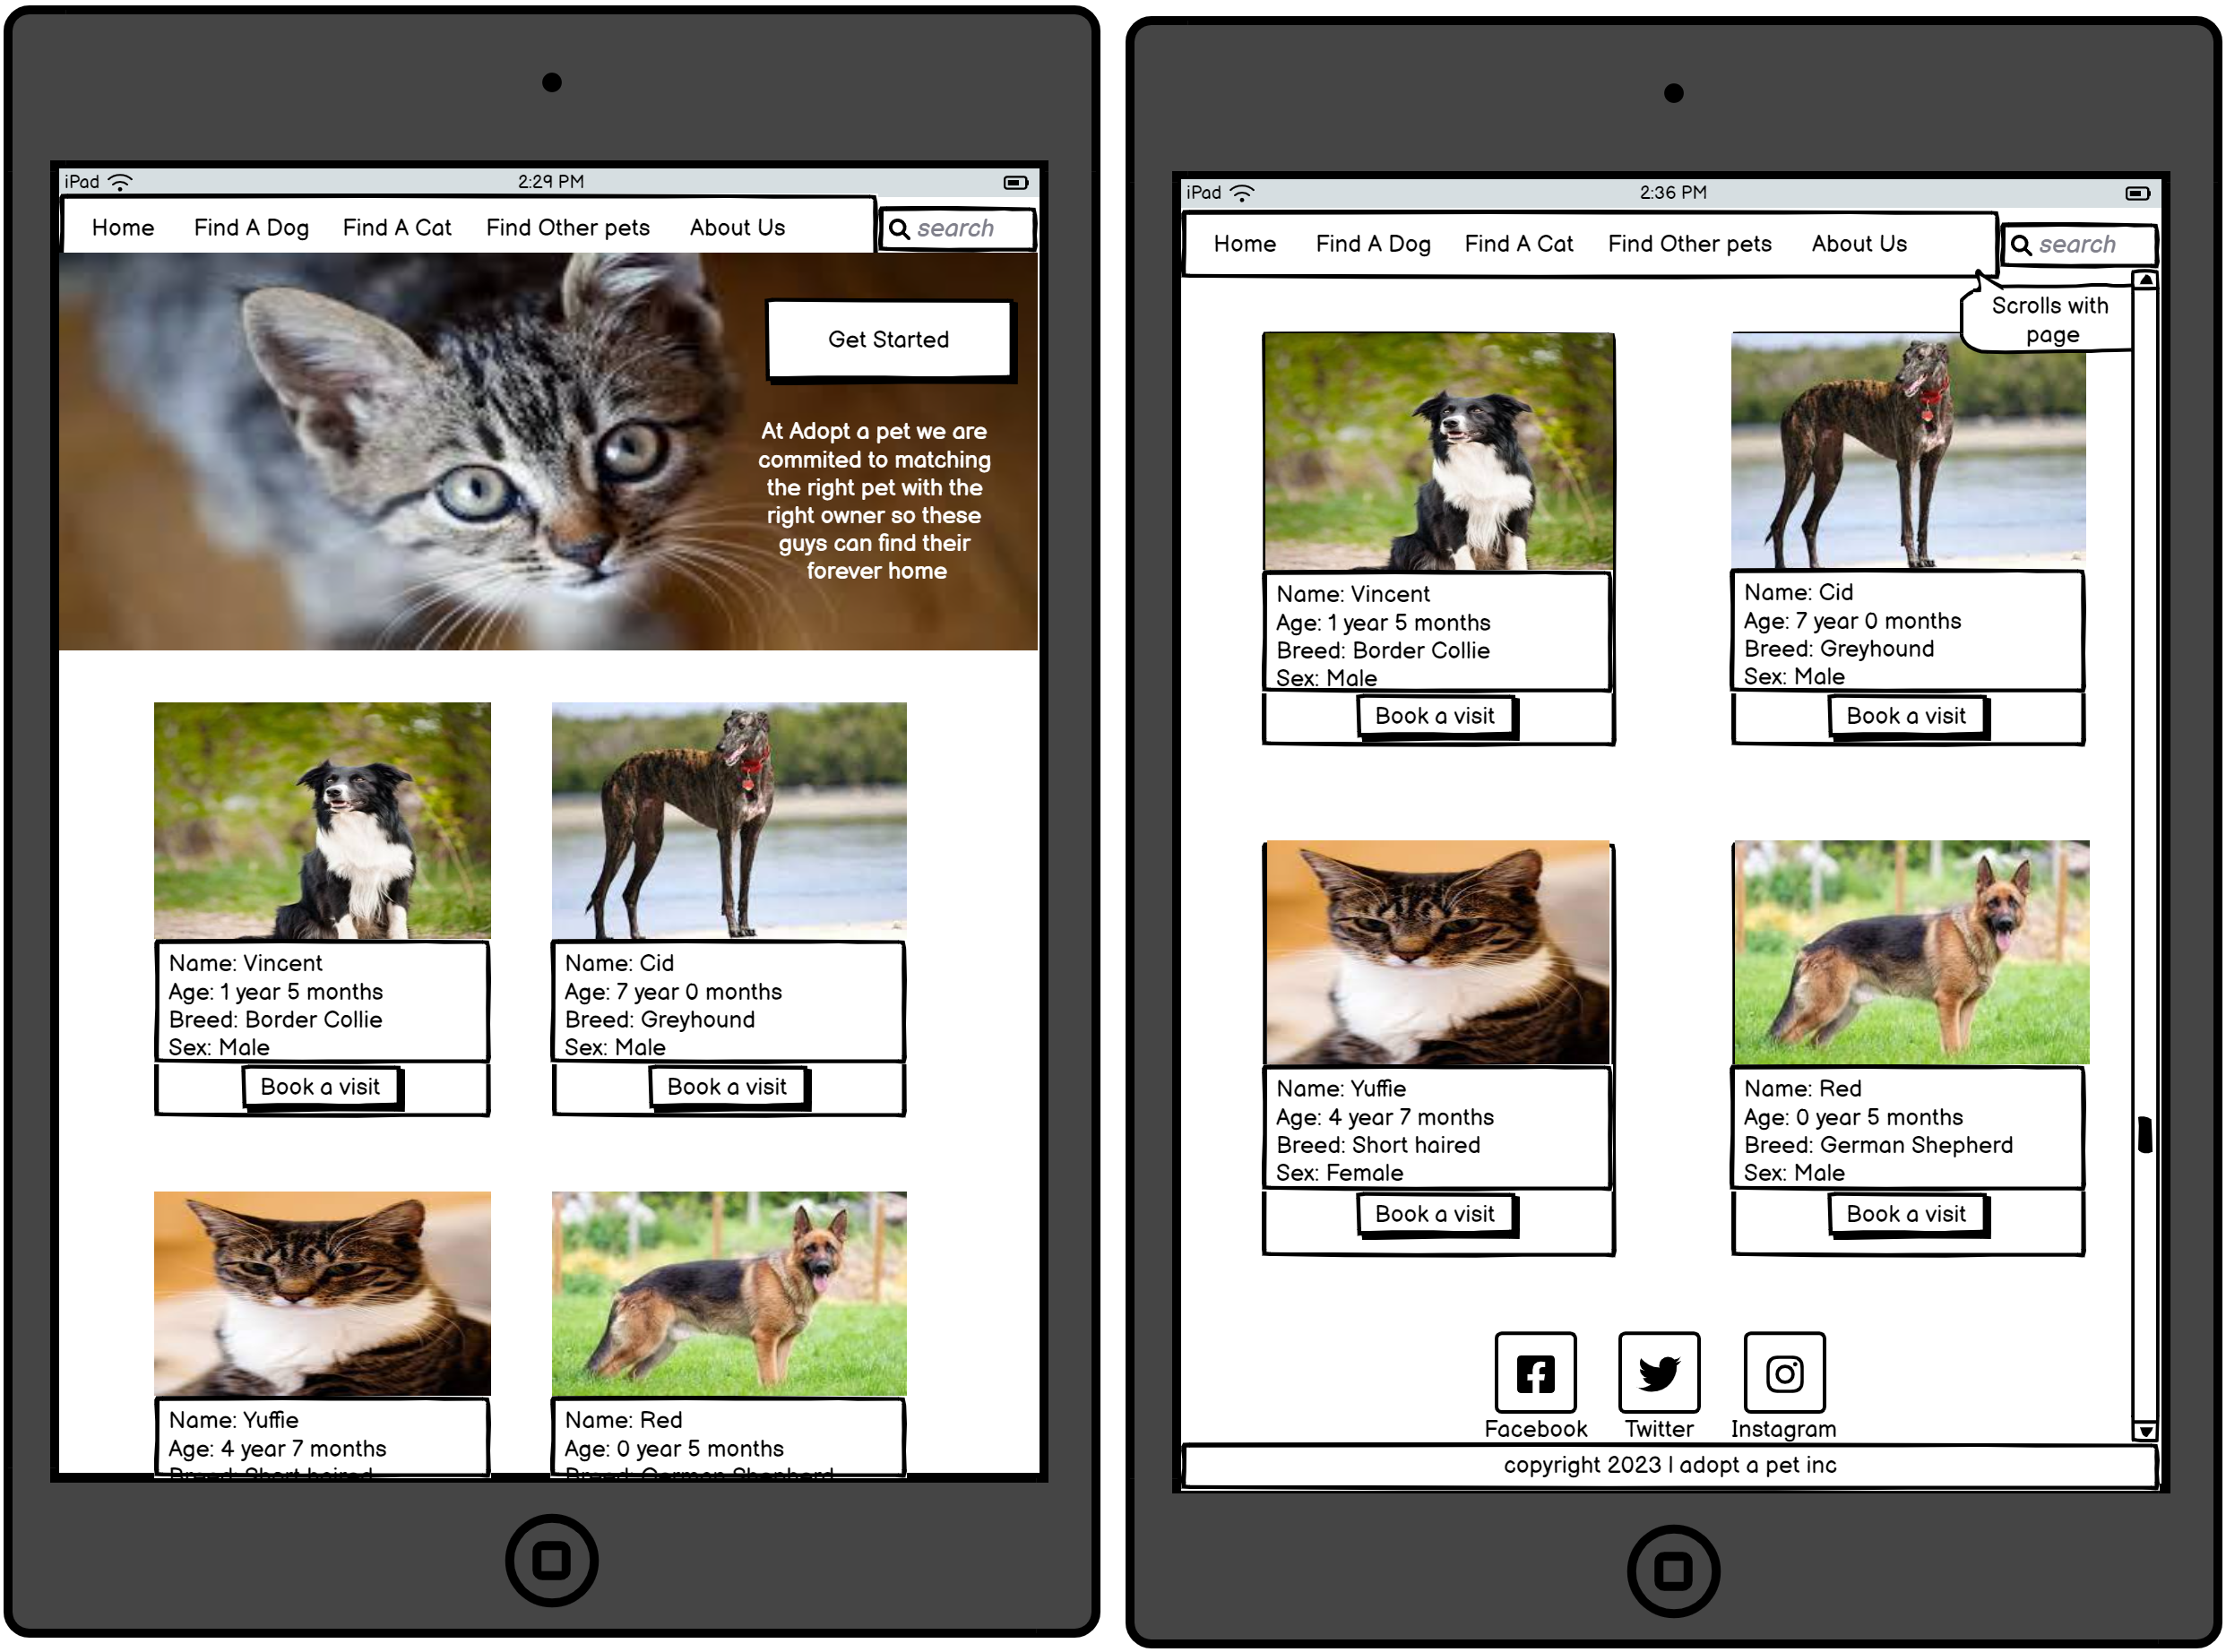 iPad 2:29 PM
Home Find A Dog Find A Cat Find Other pets About Us search
Get Started
At Adopt a pet we are
commited to matching
the right pet with the
right owner so these
guys can find their
forever home
Name: Vincent
Age: 1 year 5 months
Breed: Border Collie
Sex: Male
Book a visit
Name: Cid
Age: 7 year 0 months
Breed: Greyhound
Sex: Male
Book a visit
Name: Yuffie
Age: 4 year 7 months
Breed: Short haired
Name: Red
Age: 0 year 5 months
Breed: German Shepherd
iPad 2:36 PM
Home Find A Dog Find A Cat Find Other pets About Us search
Scrolls with
page
Name: Vincent
Age: 1 year 5 months
Breed: Border Collie
Sex: Male
Book a visit
Name: Cid
Age: 7 year 0 months
Breed: Greyhound
Sex: Male
Book a visit
Name: Yuffie
Age: 4 year 7 months
Breed: Short haired
Sex: Female
Book a visit
Name: Red
Age: 0 year 5 months
Breed: German Shepherd
Sex: Male
Book a visit
Facebook Twitter Instagram
copyright 2023 | adopt a pet inc